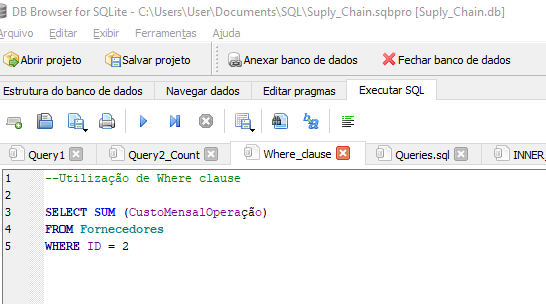 DB Browser for SQLite - C:\Users\User\Documents\SQL\Suply_Chain.sqbpro [Suply_Chain.db]
Arquivo Editar Exibir Ferramentas Ajuda
Abrir projeto Salvar projeto Anexar banco de dados Fechar banco de dados
Estrutura do banco de dados Navegar dados Editar pragmas Executar SQL
Query1 Query2_Count Where_clause Queries.sql INNER_
1 --Utilização de Where clause
2
3 SELECT SUM (CustoMensalOperação)
4 FROM Fornecedores
5 WHERE ID = 2